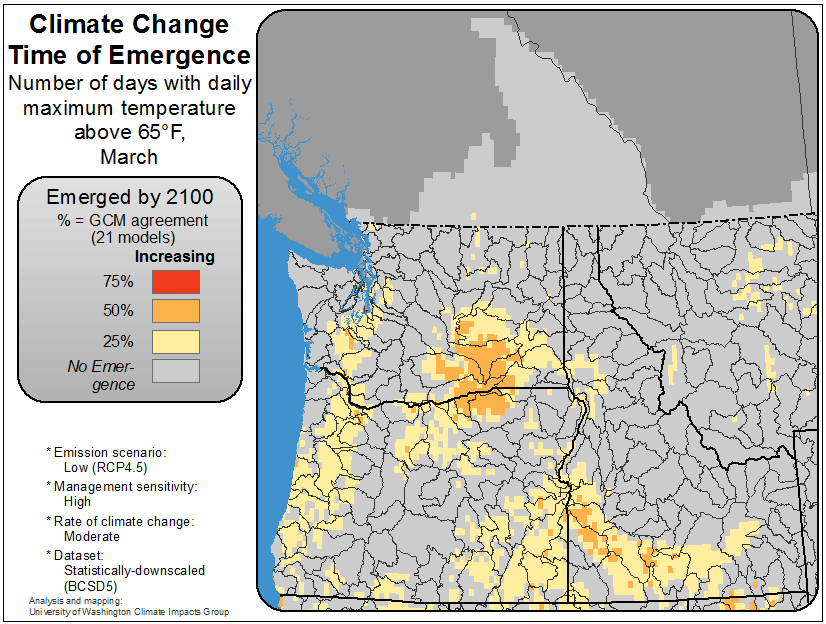 Climate Change
Time of Emergence
Number of days with daily
maximum temperature
above 65°F,
March
Emerged by 2100
% = GCM agreement
(21 models)
Increasing
75%
50%
25%
No Emer-
gence
* Emission scenario:
Low (RCP4.5)
* Management sensitivity:
High
* Rate of climate change:
Moderate
* Dataset:
Statistically-downscaled
(BCSD5)
Analysis and mapping:
University of Washington Climate Impacts Group